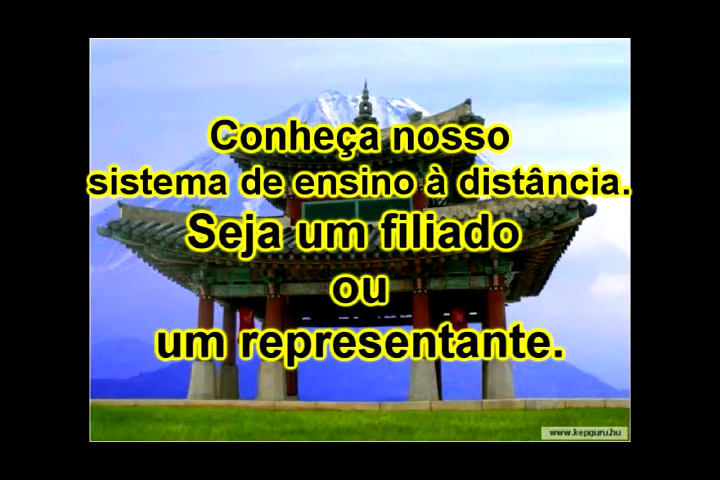 Conheça nosso
sistema de ensino à distância.
Seja um filiado
ou
um representante.
www.kepguru.hu